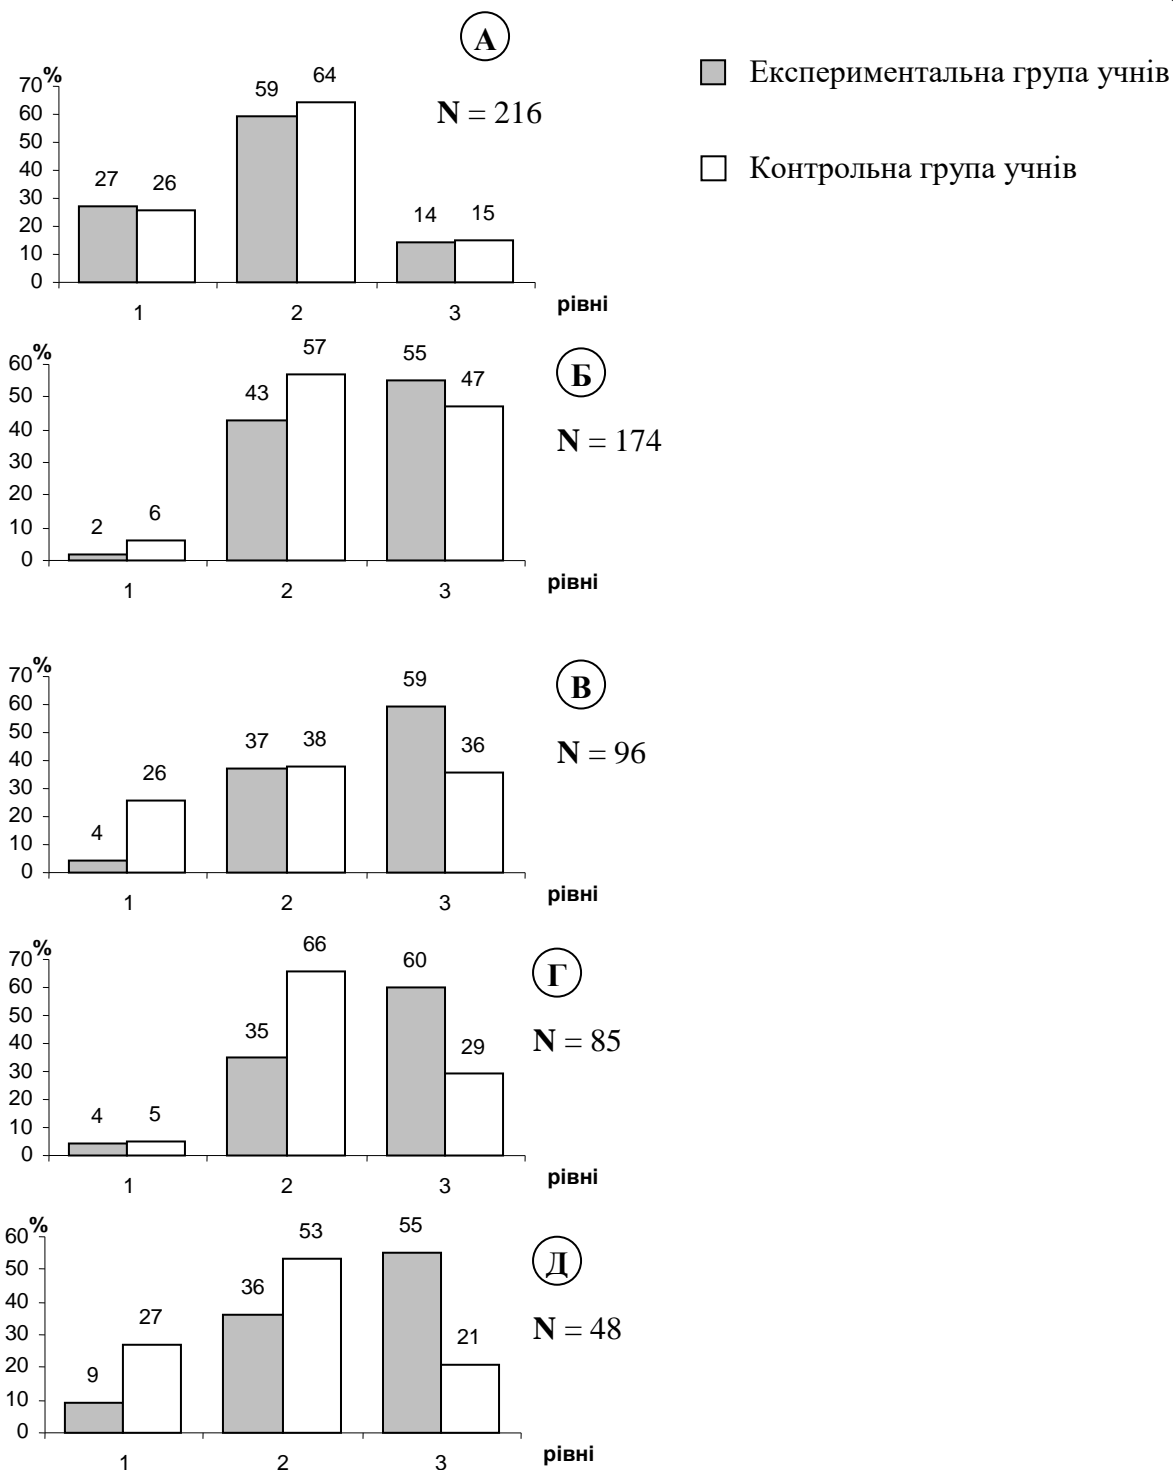 А
Експериментальна група учнів
Контрольна група учнів
N = 216
%
70
60
50
40
30
20
10
0
27 26 59 64 14 15
1 2 3
рівні
Б
N = 174
%
60
50
40
30
20
10
0
2 6 43 57 55 47
1 2 3
рівні
В
N = 96
%
70
60
50
40
30
20
10
0
4 26 37 38 59 36
1 2 3
рівні
Г
N = 85
%
70
60
50
40
30
20
10
0
4 5 35 66 60 29
1 2 3
рівні
Д
N = 48
%
60
50
40
30
20
10
0
9 27 36 53 55 21
1 2 3
рівні